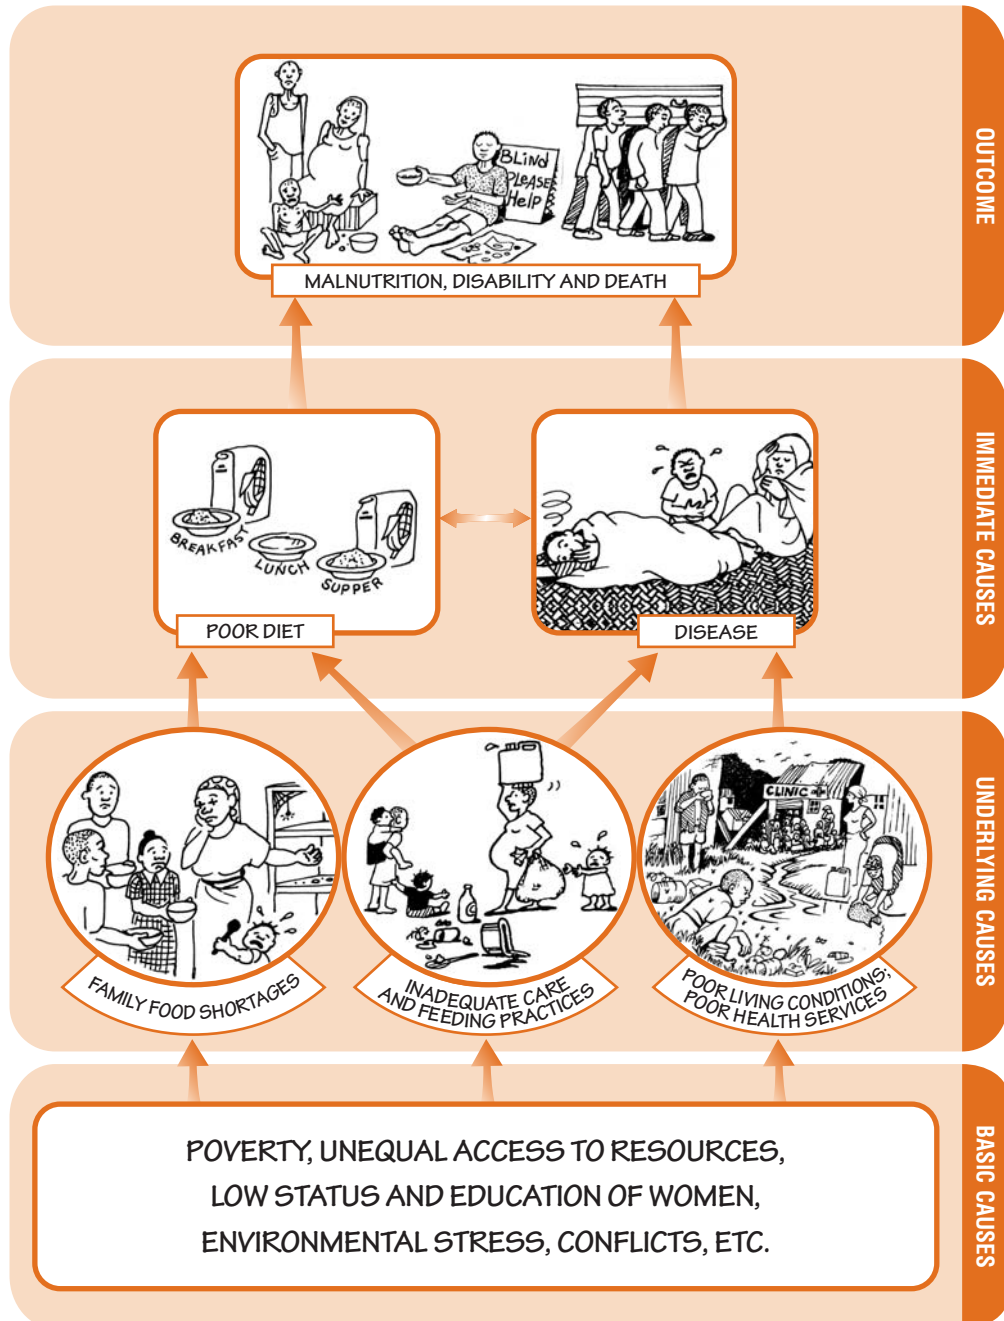 OUTCOME
BLiNd
PLeASE
HelP
MALNUTRITION, DISABILITY AND DEATH
IMMEDIATE CAUSES
BREAKFAST
LUNCH
SUPPER
POOR DIET
DISEASE
UNDERLYING CAUSES
CLINIC
FAMILY FOOD SHORTAGES
INADEQUATE CARE
AND FEEDING PRACTICES
POOR LIVING CONDITIONS;
POOR HEALTH SERVICES
BASIC CAUSES
POVERTY, UNEQUAL ACCESS TO RESOURCES,
LOW STATUS AND EDUCATION OF WOMEN,
ENVIRONMENTAL STRESS, CONFLICTS, ETC.